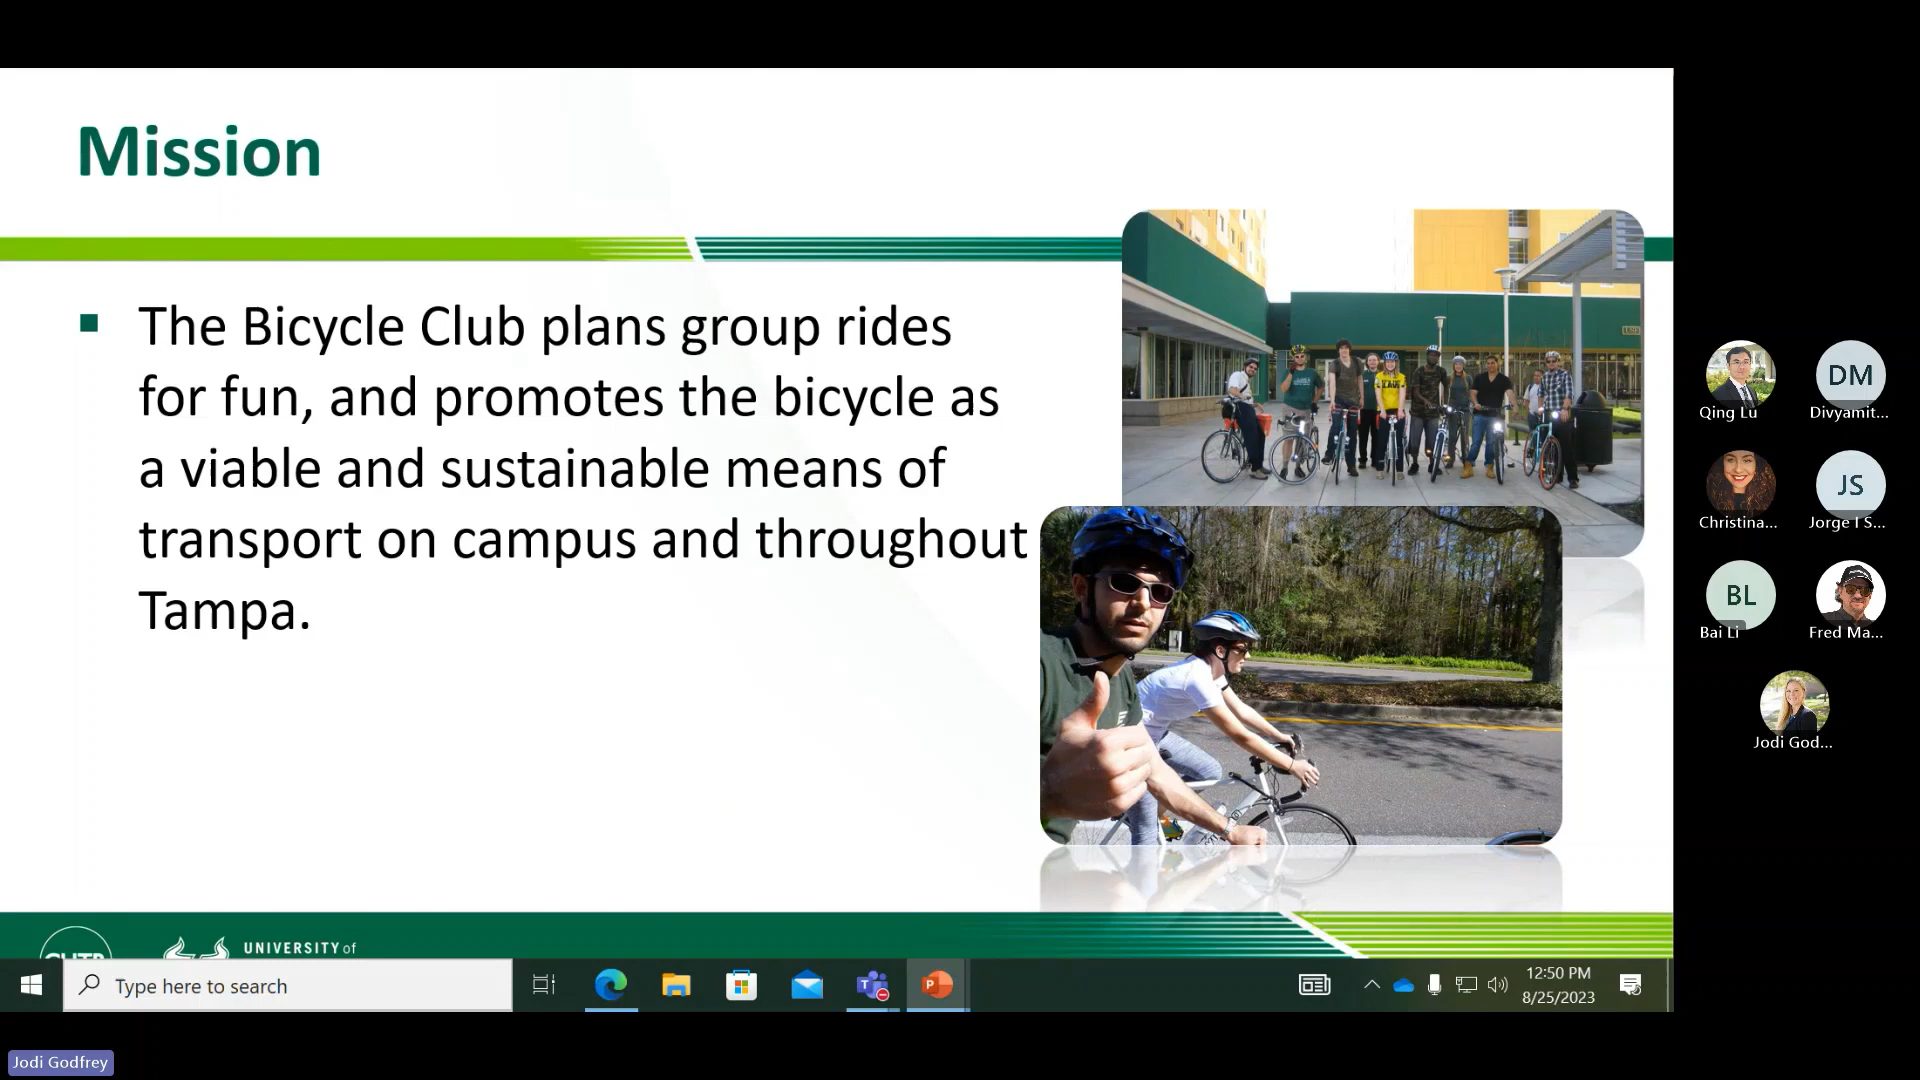 Mission
The Bicycle Club plans group rides
for fun, and promotes the bicycle as
a viable and sustainable means of
transport on campus and throughout
Tampa.
UNIVERSITY of
Type here to search
12:50 PM
8/25/2023
Qing Lu
DM
Divyamit...
Christina...
JS
Jorge I S...
BL
Bai Li
Fred Ma...
Jodi God...
Jodi Godfrey